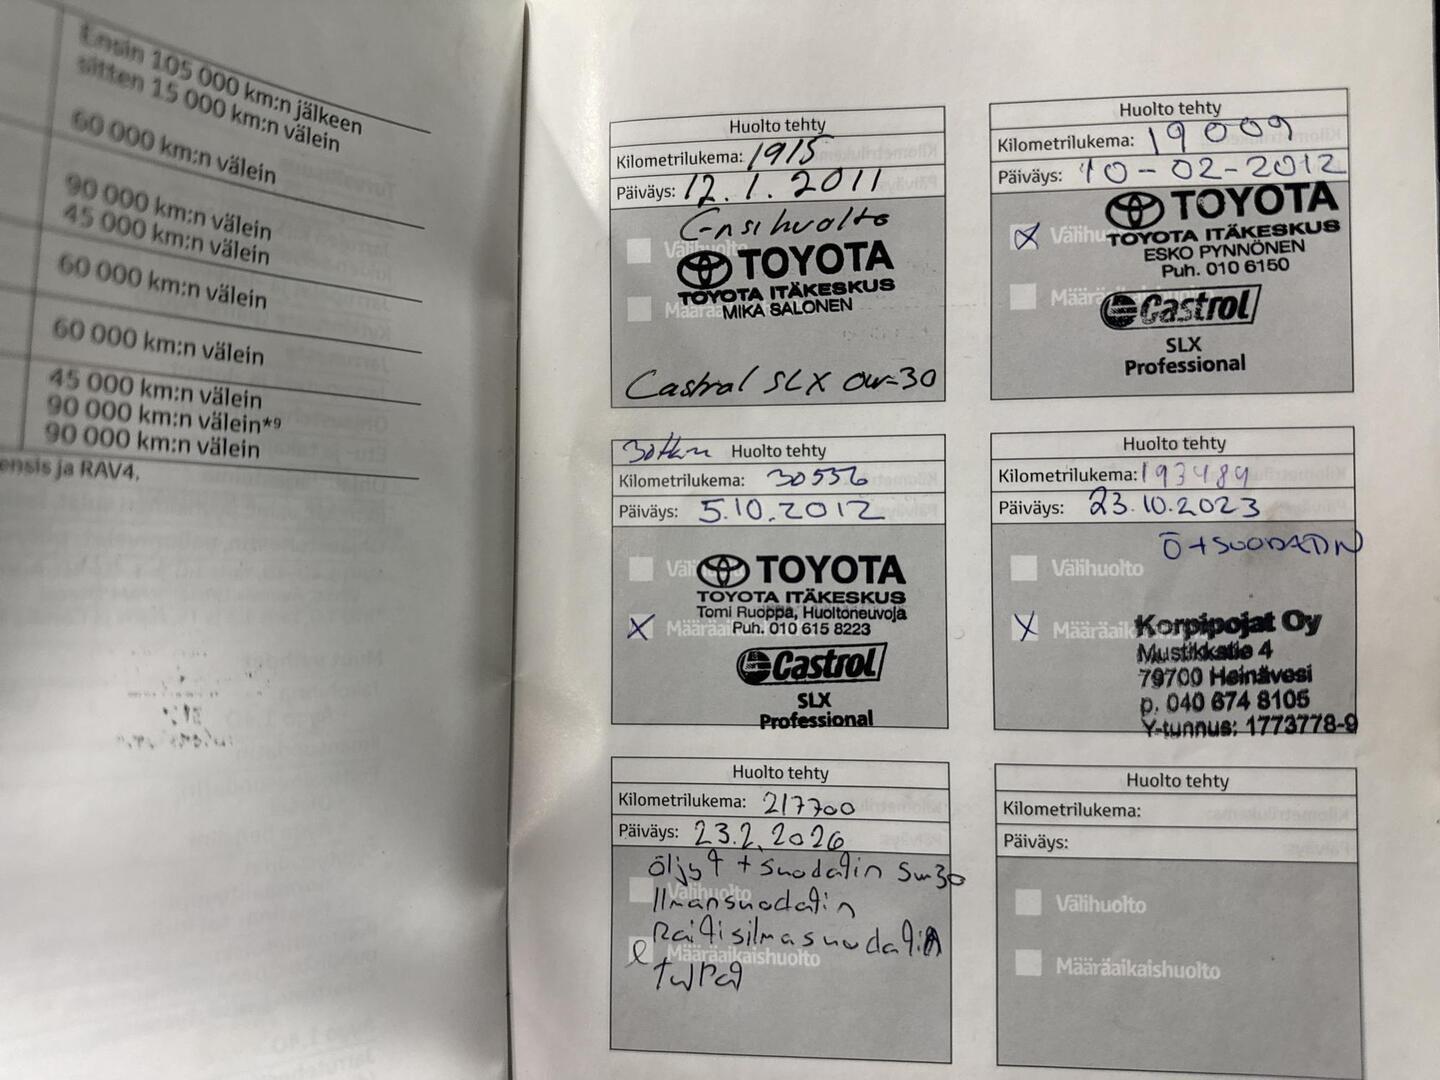 Ensin 105 000 km:n jälkeen
sitten 15 000 km:n välein
60 000 km:n välein
90 000 km:n välein
45 000 km:n välein
60 000 km:n välein
60 000 km:n välein
45 000 km:n välein
90 000 km:n välein*9
90 000 km:n välein
ensis ja RAV4.
Huolto tehty
Kilometrilukema: 1915
Päiväys: 12.1.2011
Ensihuolto
Välihuolto
TOYOTA
TOYOTA ITÄKESKUS
MIKA SALONEN
Castrol SLX 0w-30
Huolto tehty
Kilometrilukema: 19009
Päiväys: 10-02-2012
Välihuolto
TOYOTA
TOYOTA ITÄKESKUS
ESKO PYNNÖNEN
Puh. 010 6150
Määräaikaishuolto
Castrol
SLX
Professional
30tkm Huolto tehty
Kilometrilukema: 30536
Päiväys: 5.10.2012
TOYOTA
TOYOTA ITÄKESKUS
Tomi Ruoppa, Huoltoneuvoja
Puh. 010 615 8223
Castrol
SLX
Professional
Huolto tehty
Kilometrilukema: 193489
Päiväys: 23.10.2023
Ö+SUODATIN
Välihuolto
Korpipojat Oy
Mustikkatie 4
79700 Heinävesi
p. 040 674 8105
Y-tunnus: 1773778-9
Huolto tehty
Kilometrilukema: 217700
Päiväys: 23.2.2026
öljyt + suodatin 5w30
Välihuolto
Ilmansuodatin
Raitisilmasuodatin
Määräaikaishuolto
tulpat
Huolto tehty
Kilometrilukema:
Päiväys:
Välihuolto
Määräaikaishuolto